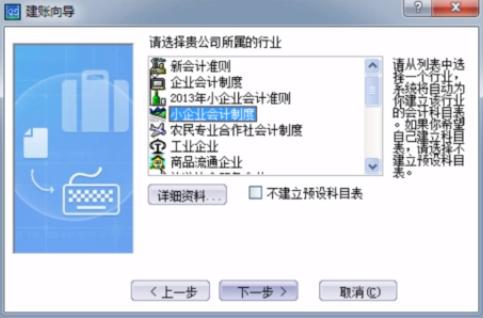 建账向导
请选择贵公司所属的行业
新会计准则
企业会计制度
2013年小企业会计准则
小企业会计制度
农民专业合作社会计制度
工业企业
商品流通企业
请从列表中选
择一个行业，
系统将自动为
你建立该行业
的会计科目表
。如果你希望
自己建立科目
表，请选择不
建立预设科目
表。
详细资料...
不建立预设科目表
<上一步
下一步>
取消(C)